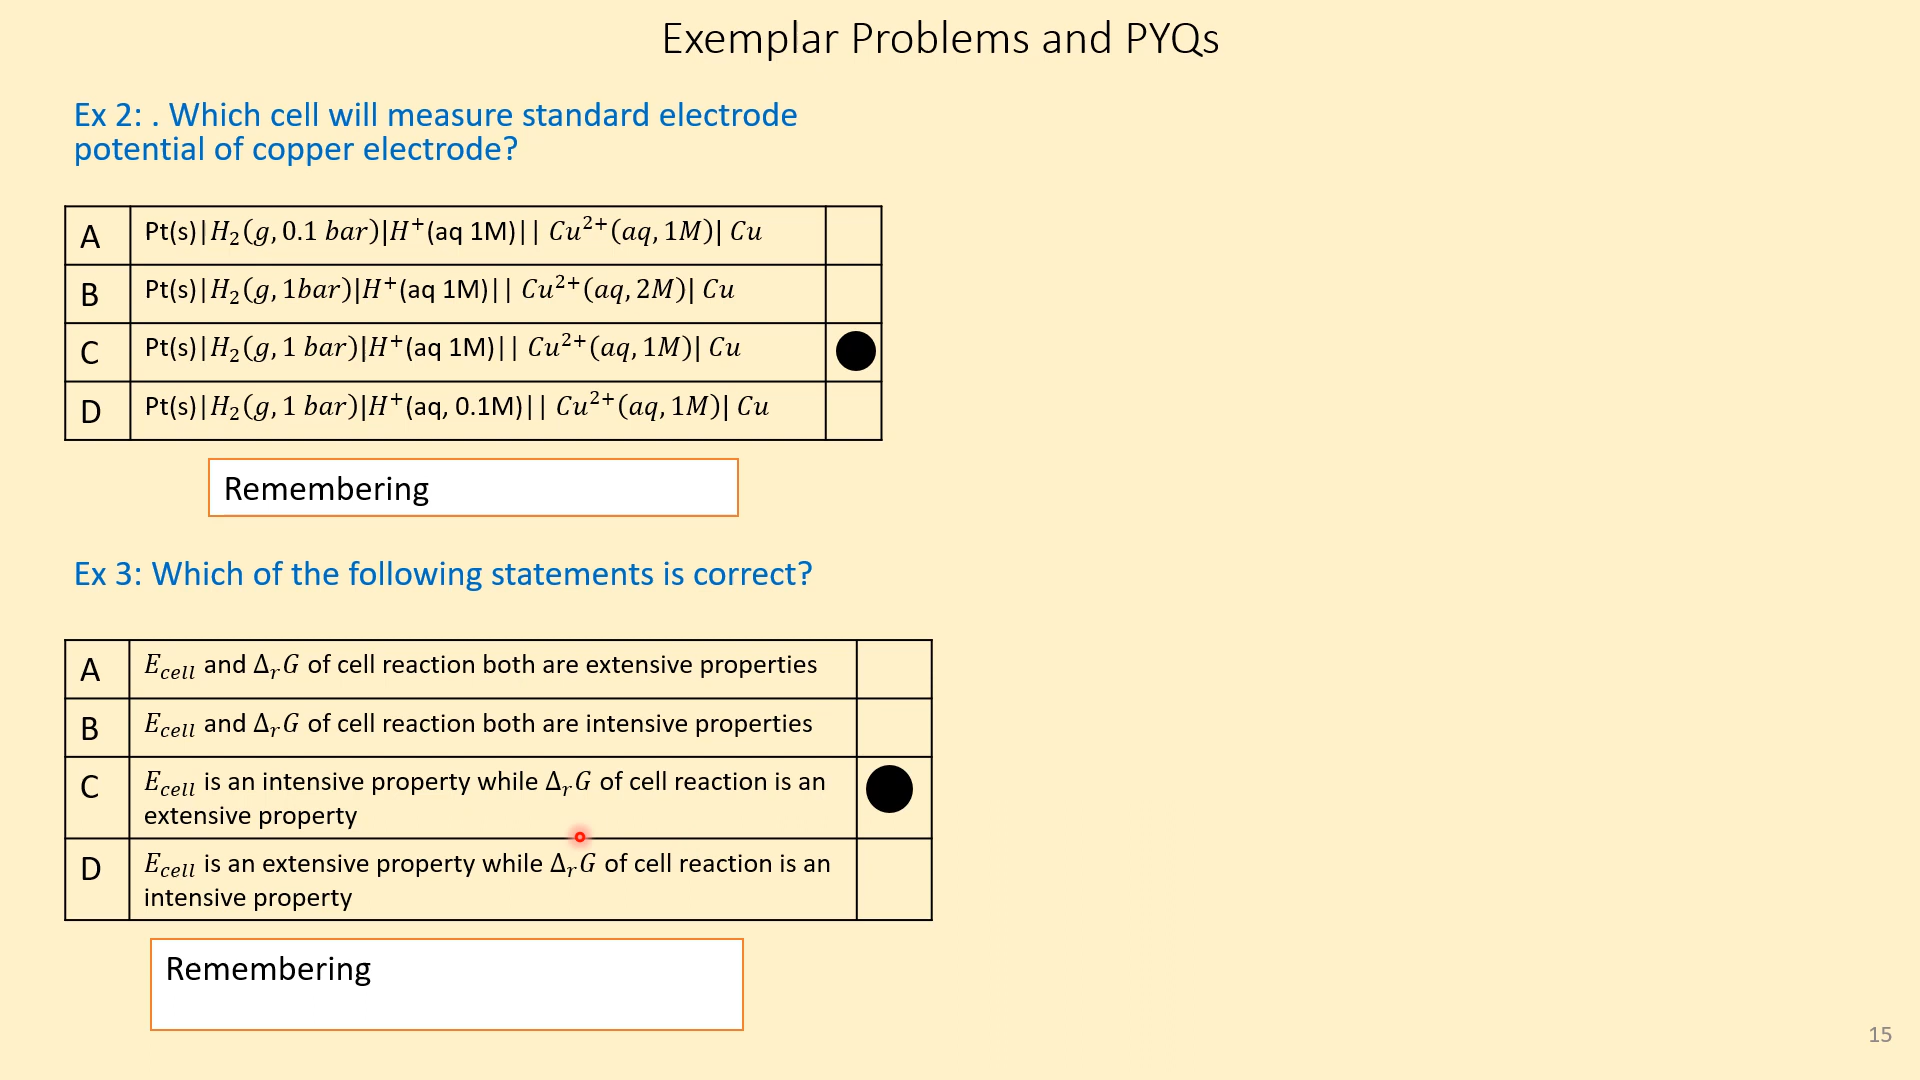 Exemplar Problems and PYQs
Ex 2: . Which cell will measure standard electrode
potential of copper electrode?
A Pt(s)|H₂(g, 0.1 bar)|H⁺(aq 1M)|| Cu²⁺(aq, 1M)| Cu
B Pt(s)|H₂(g, 1bar)|H⁺(aq 1M)|| Cu²⁺(aq, 2M)| Cu
C Pt(s)|H₂(g, 1 bar)|H⁺(aq 1M)|| Cu²⁺(aq, 1M)| Cu
D Pt(s)|H₂(g, 1 bar)|H⁺(aq, 0.1M)|| Cu²⁺(aq, 1M)| Cu
Remembering
Ex 3: Which of the following statements is correct?
A E_cell and Δ_rG of cell reaction both are extensive properties
B E_cell and Δ_rG of cell reaction both are intensive properties
C E_cell is an intensive property while Δ_rG of cell reaction is an
extensive property
D E_cell is an extensive property while Δ_rG of cell reaction is an
intensive property
Remembering
15